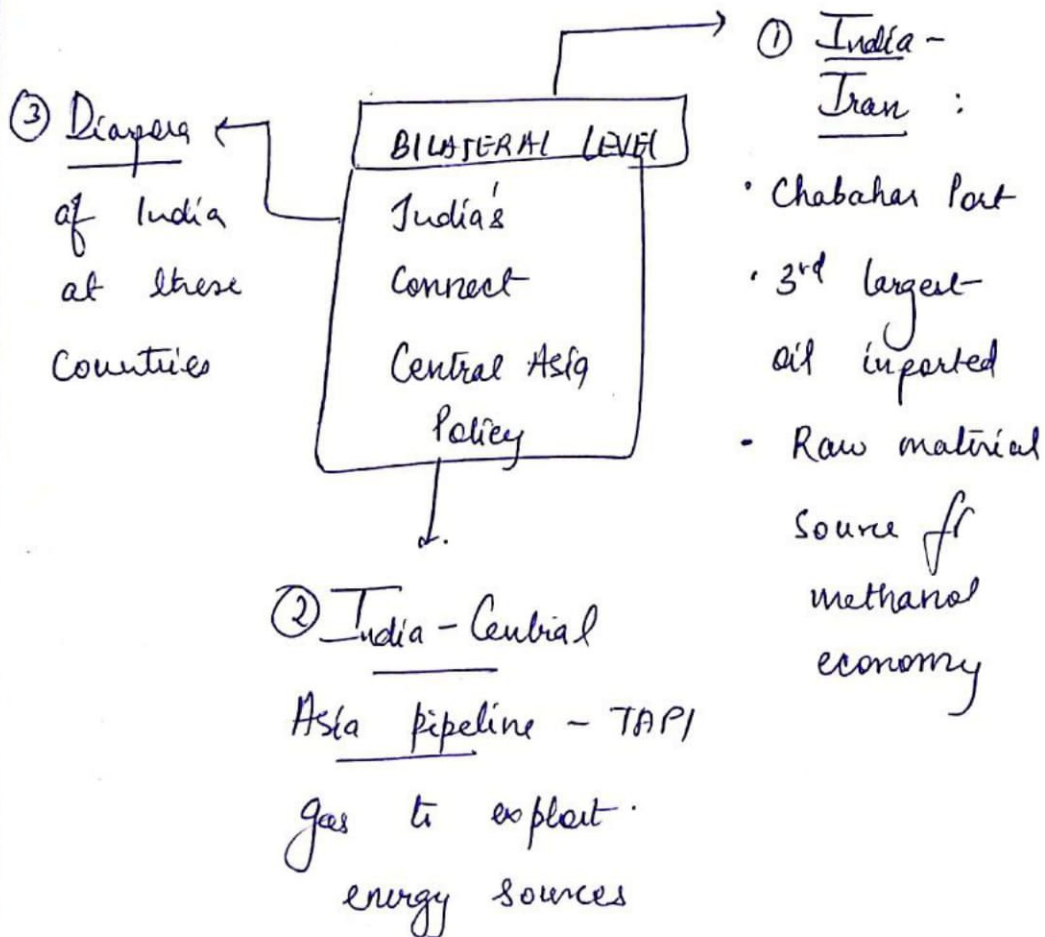 BILATERAL LEVEL
India's
Connect
Central Asia
Policy
① India -
Iran :
· Chabahar Port
· 3rd largest
oil imported
· Raw material
source fr
methanol
economy
② India - Central
Asia pipeline - TAPI
gas to exploit
energy sources
③ Diaspora
of India
at these
Countries